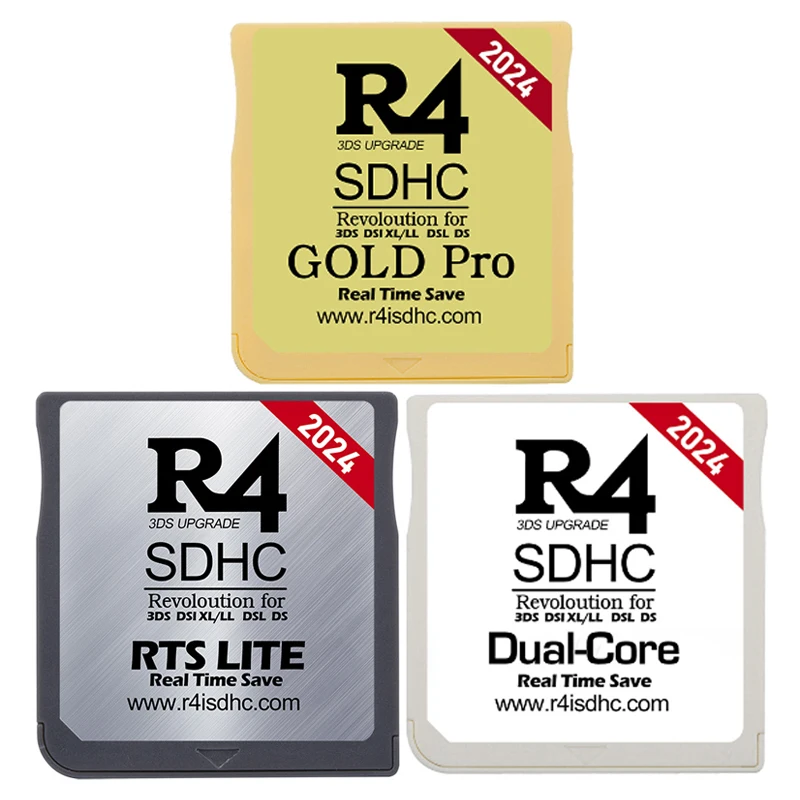 2024
R4
3DS UPGRADE
SDHC
Revoloution for
3DS DSI XL/LL DSL DS
GOLD Pro
Real Time Save
www.r4isdhc.com
2024
R4
3DS UPGRADE
SDHC
Revoloution for
3DS DSI XL/LL DSL DS
RTS LITE
Real Time Save
www.r4isdhc.com
2024
R4
3DS UPGRADE
SDHC
Revoloution for
3DS DSI XL/LL DSL DS
Dual-Core
Real Time Save
www.r4isdhc.com